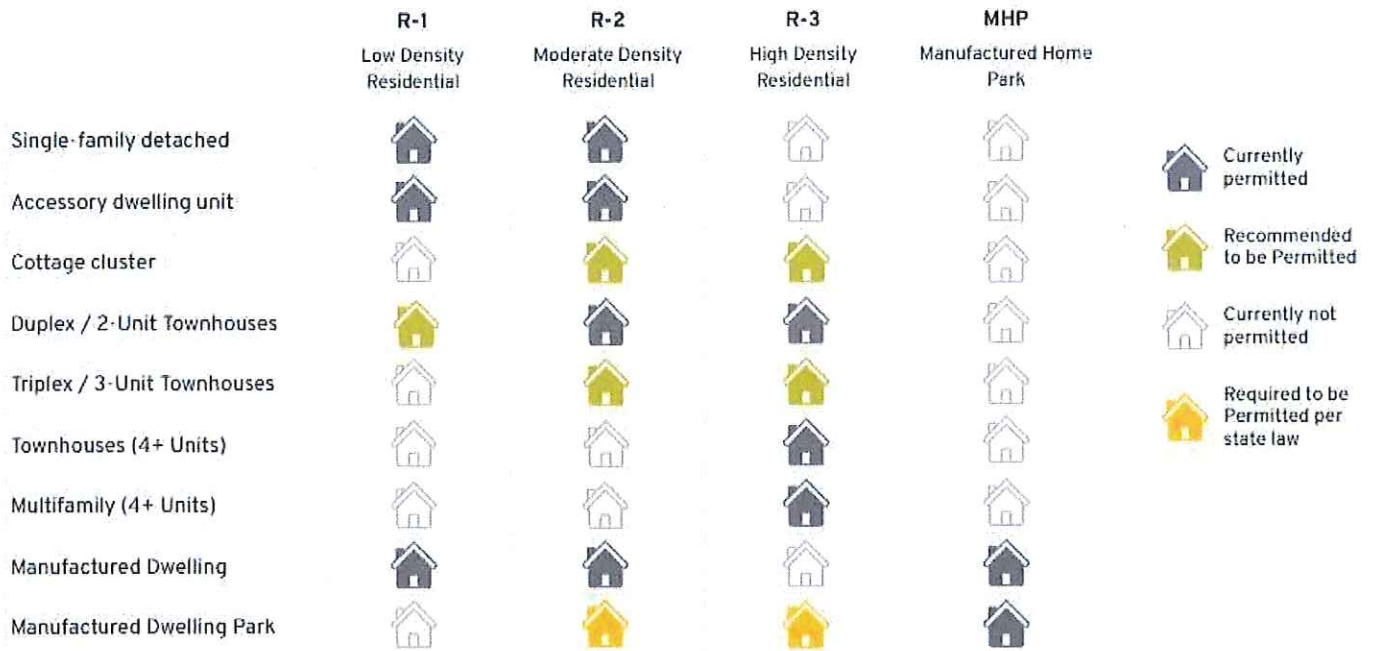 R-1
R-2
R-3
MHP
Low Density
Residential
Moderate Density
Residential
High Density
Residential
Manufactured Home
Park
Single-family detached
Accessory dwelling unit
Cottage cluster
Duplex / 2-Unit Townhouses
Triplex / 3-Unit Townhouses
Townhouses (4+ Units)
Multifamily (4+ Units)
Manufactured Dwelling
Manufactured Dwelling Park
Currently
permitted
Recommended
to be Permitted
Currently not
permitted
Required to be
Permitted per
state law